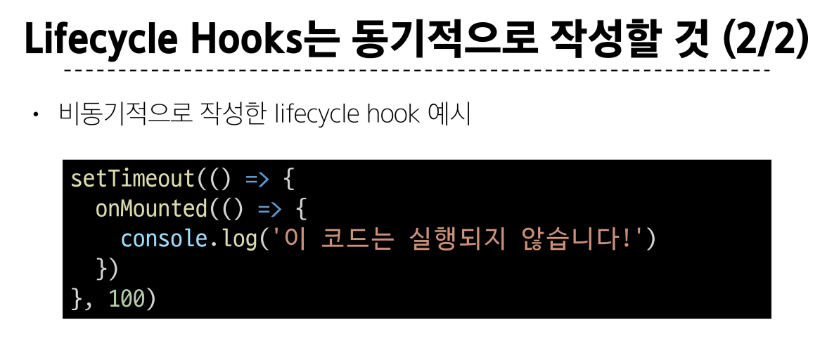 Lifecycle Hooks는 동기적으로 작성할 것 (2/2)
• 비동기적으로 작성한 lifecycle hook 예시
setTimeout(() => {
  onMounted(() => {
    console.log('이 코드는 실행되지 않습니다!')
  })
}, 100)